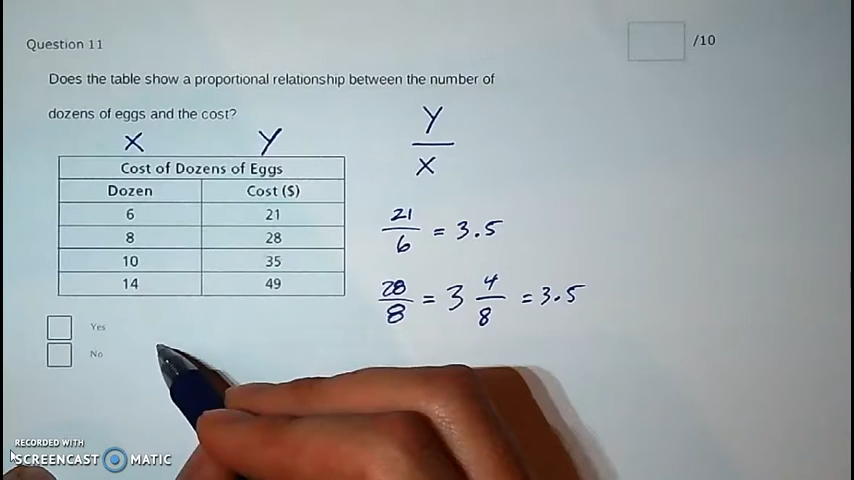 Question 11
/10
Does the table show a proportional relationship between the number of
dozens of eggs and the cost?
X Y
Y
X
Cost of Dozens of Eggs
Dozen Cost ($)
6 21
8 28
10 35
14 49
21
6
= 3.5
28
8
= 3
4
8
= 3.5
Yes
No
RECORDED WITH
SCREENCAST MATIC